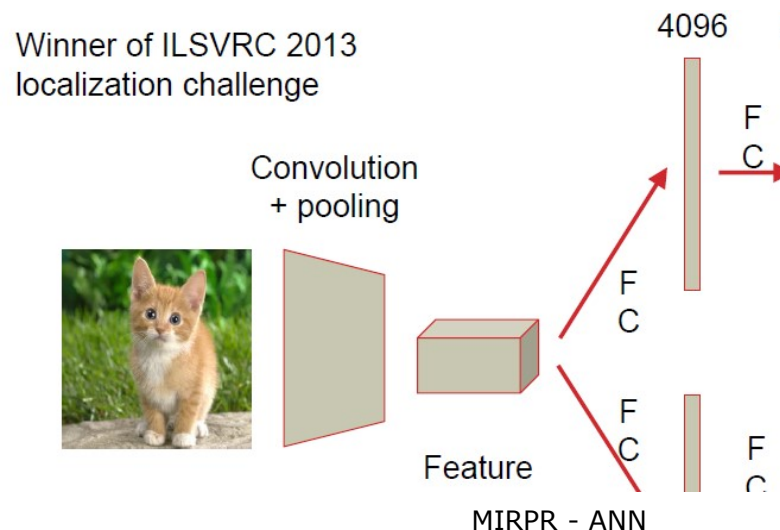 Winner of ILSVRC 2013
localization challenge
4096
Convolution
+ pooling
F
C
F
C
F
C
F
C
Feature
MIRPR - ANN